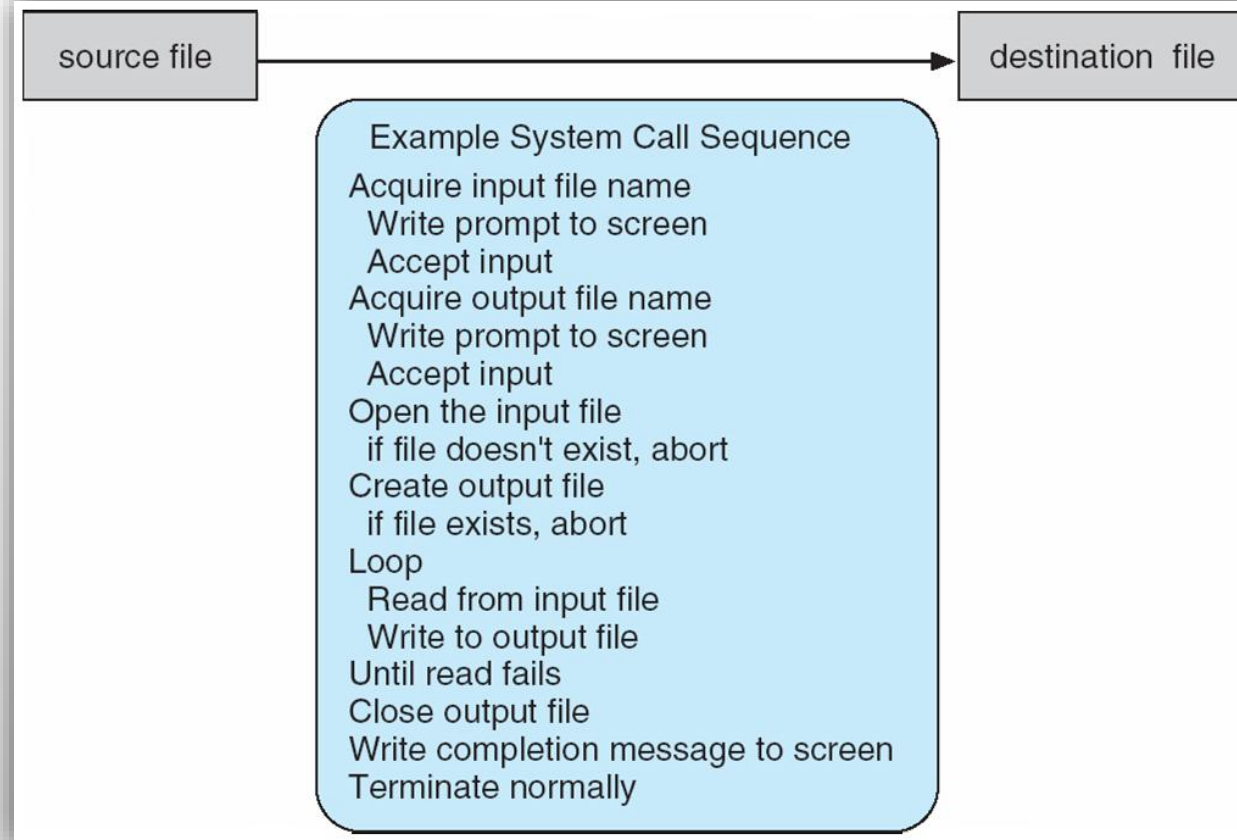 source file
destination file
Example System Call Sequence
Acquire input file name
Write prompt to screen
Accept input
Acquire output file name
Write prompt to screen
Accept input
Open the input file
if file doesn't exist, abort
Create output file
if file exists, abort
Loop
Read from input file
Write to output file
Until read fails
Close output file
Write completion message to screen
Terminate normally